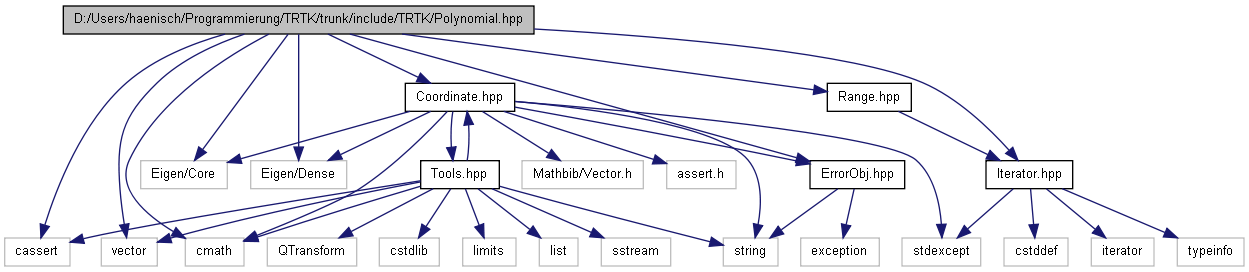 D:/Users/haenisch/Programmierung/TRTK/trunk/include/TRTK/Polynomial.hpp
Coordinate.hpp
Range.hpp
Eigen/Core
Eigen/Dense
Tools.hpp
Mathbib/Vector.h
assert.h
ErrorObj.hpp
Iterator.hpp
cassert
vector
cmath
QTransform
cstdlib
limits
list
sstream
string
exception
stdexcept
cstddef
iterator
typeinfo